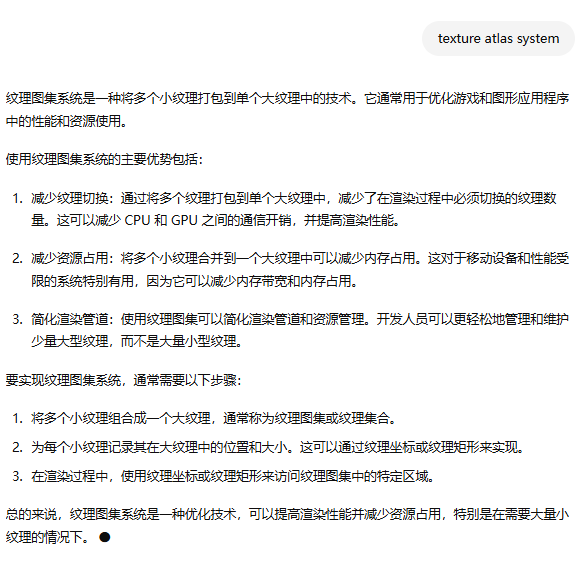 texture atlas system
纹理图集系统是一种将多个小纹理打包到单个大纹理中的技术。它通常用于优化游戏和图形应用程序
中的性能和资源使用。
使用纹理图集系统的主要优势包括：
1. 减少纹理切换：通过将多个纹理打包到单个大纹理中，减少了在渲染过程中必须切换的纹理数
量。这可以减少 CPU 和 GPU 之间的通信开销，并提高渲染性能。
2. 减少资源占用：将多个小纹理合并到一个大纹理中可以减少内存占用。这对于移动设备和性能受
限的系统特别有用，因为它可以减少内存带宽和内存占用。
3. 简化渲染管道：使用纹理图集可以简化渲染管道和资源管理。开发人员可以更轻松地管理和维护
少量大型纹理，而不是大量小型纹理。
要实现纹理图集系统，通常需要以下步骤：
1. 将多个小纹理组合成一个大纹理，通常称为纹理图集或纹理集合。
2. 为每个小纹理记录其在大纹理中的位置和大小。这可以通过纹理坐标或纹理矩形来实现。
3. 在渲染过程中，使用纹理坐标或纹理矩形来访问纹理图集中的特定区域。
总的来说，纹理图集系统是一种优化技术，可以提高渲染性能并减少资源占用，特别是在需要大量小
纹理的情况下。